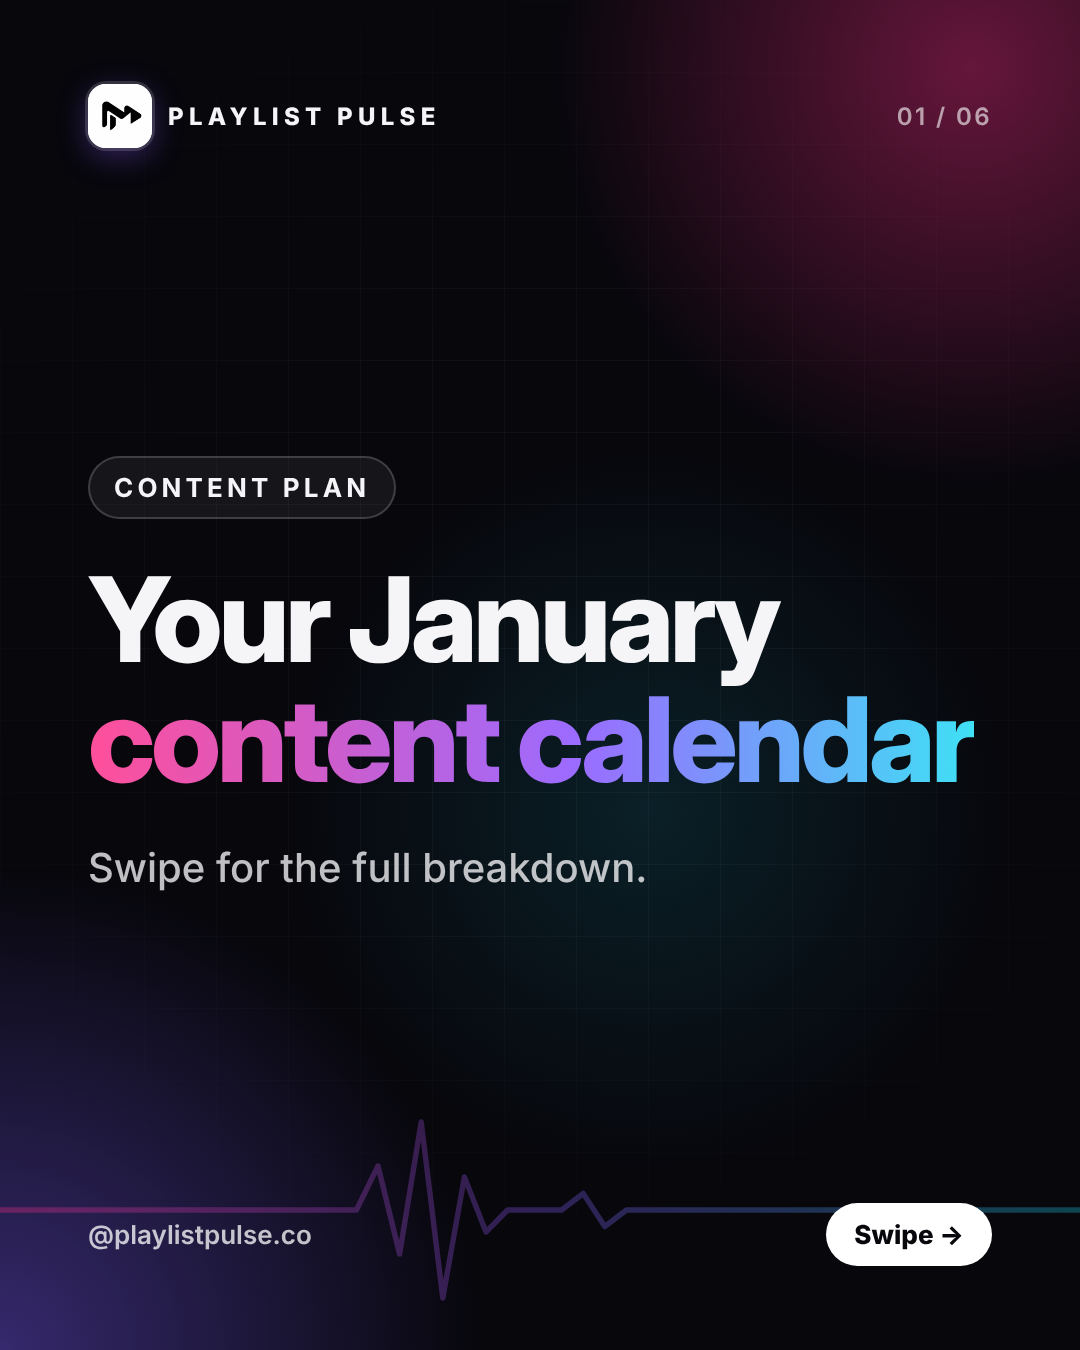 PLAYLIST PULSE
01 / 06
CONTENT PLAN
Your January
content calendar
Swipe for the full breakdown.
@playlistpulse.co
Swipe →